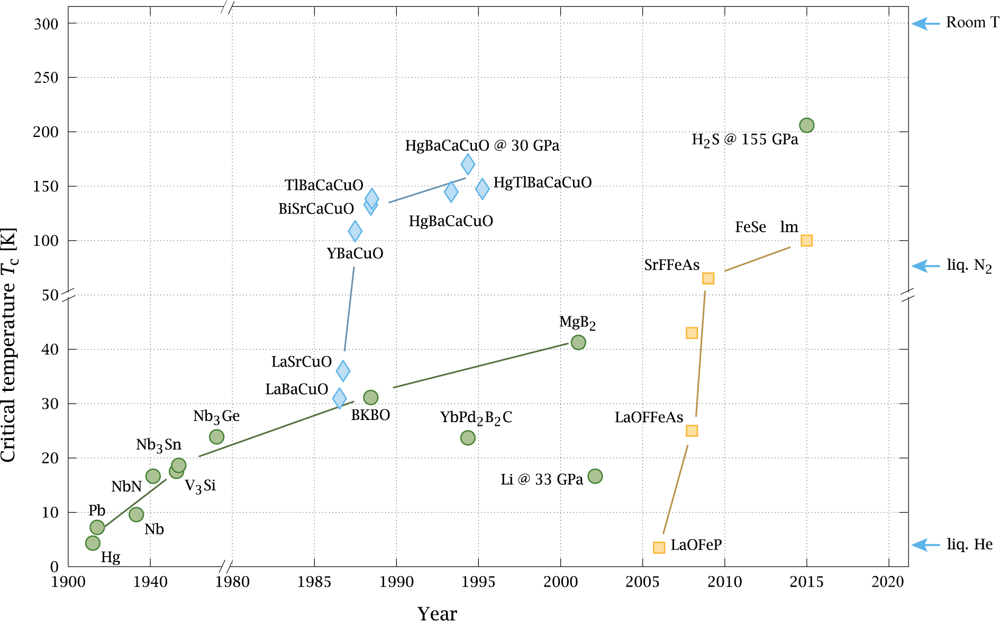 300
Room T
250
200
H₂S @ 155 GPa
HgBaCaCuO @ 30 GPa
150
TlBaCaCuO
HgTlBaCaCuO
BiSrCaCuO
HgBaCaCuO
FeSe lm
100
YBaCuO
SrFFeAs
liq. N₂
50
MgB₂
40
LaSrCuO
LaBaCuO
30
BKBO
Nb₃Ge
YbPd₂B₂C
LaOFFeAs
Nb₃Sn
20
NbN
V₃Si
Li @ 33 GPa
Pb
10
Nb
Hg
LaOFeP
liq. He
0
Critical temperature Tc [K]
1900 1940 1980 1985 1990 1995 2000 2005 2010 2015 2020
Year